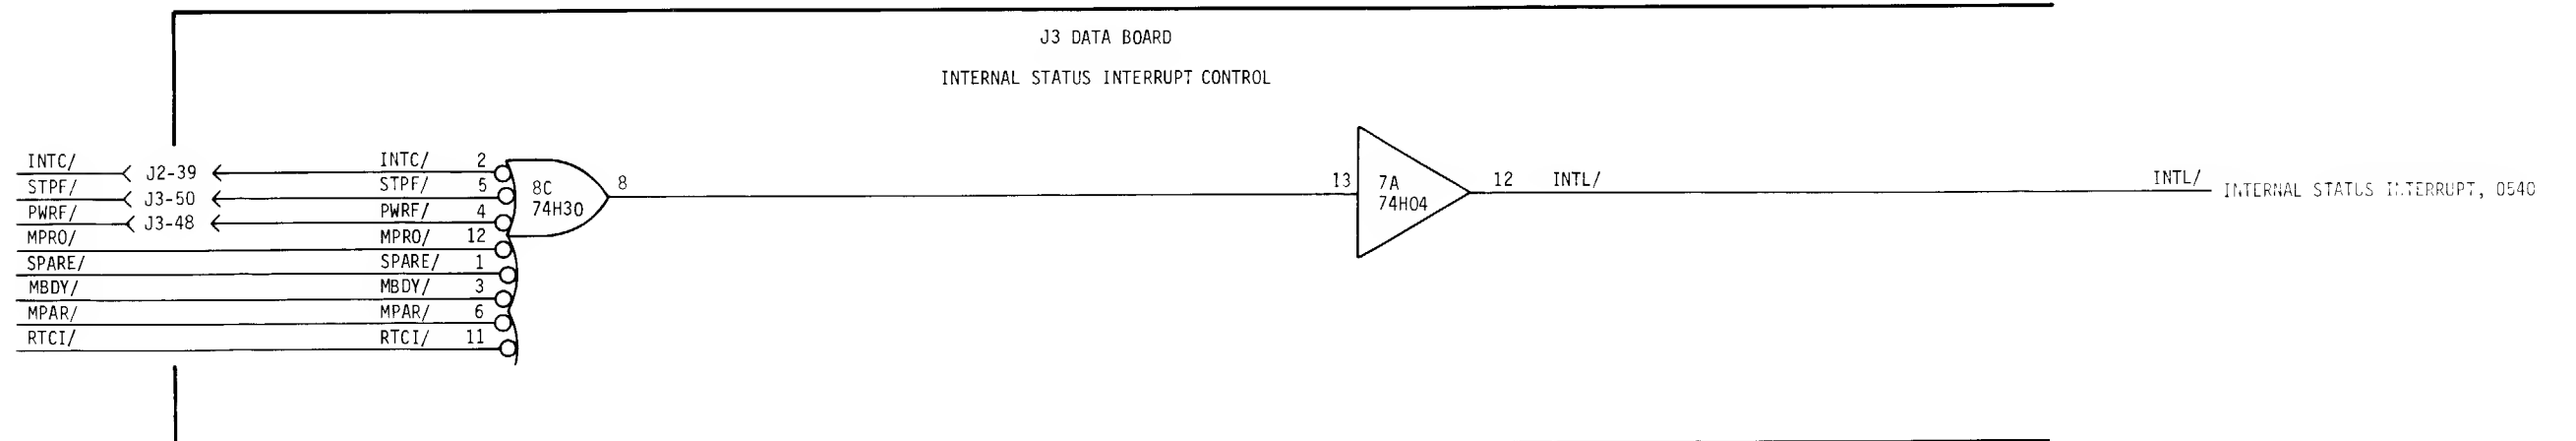 J3 DATA BOARD
INTERNAL STATUS INTERRUPT CONTROL
INTC/ J2-39 INTC/ 2
STPF/ J3-50 STPF/ 5
PWRF/ J3-48 PWRF/ 4
MPRO/ MPRO/ 12
SPARE/ SPARE/ 1
MBDY/ MBDY/ 3
MPAR/ MPAR/ 6
RTCI/ RTCI/ 11
8C
74H30
8
13
7A
74H04
12 INTL/
INTL/ INTERNAL STATUS INTERRUPT, 0540